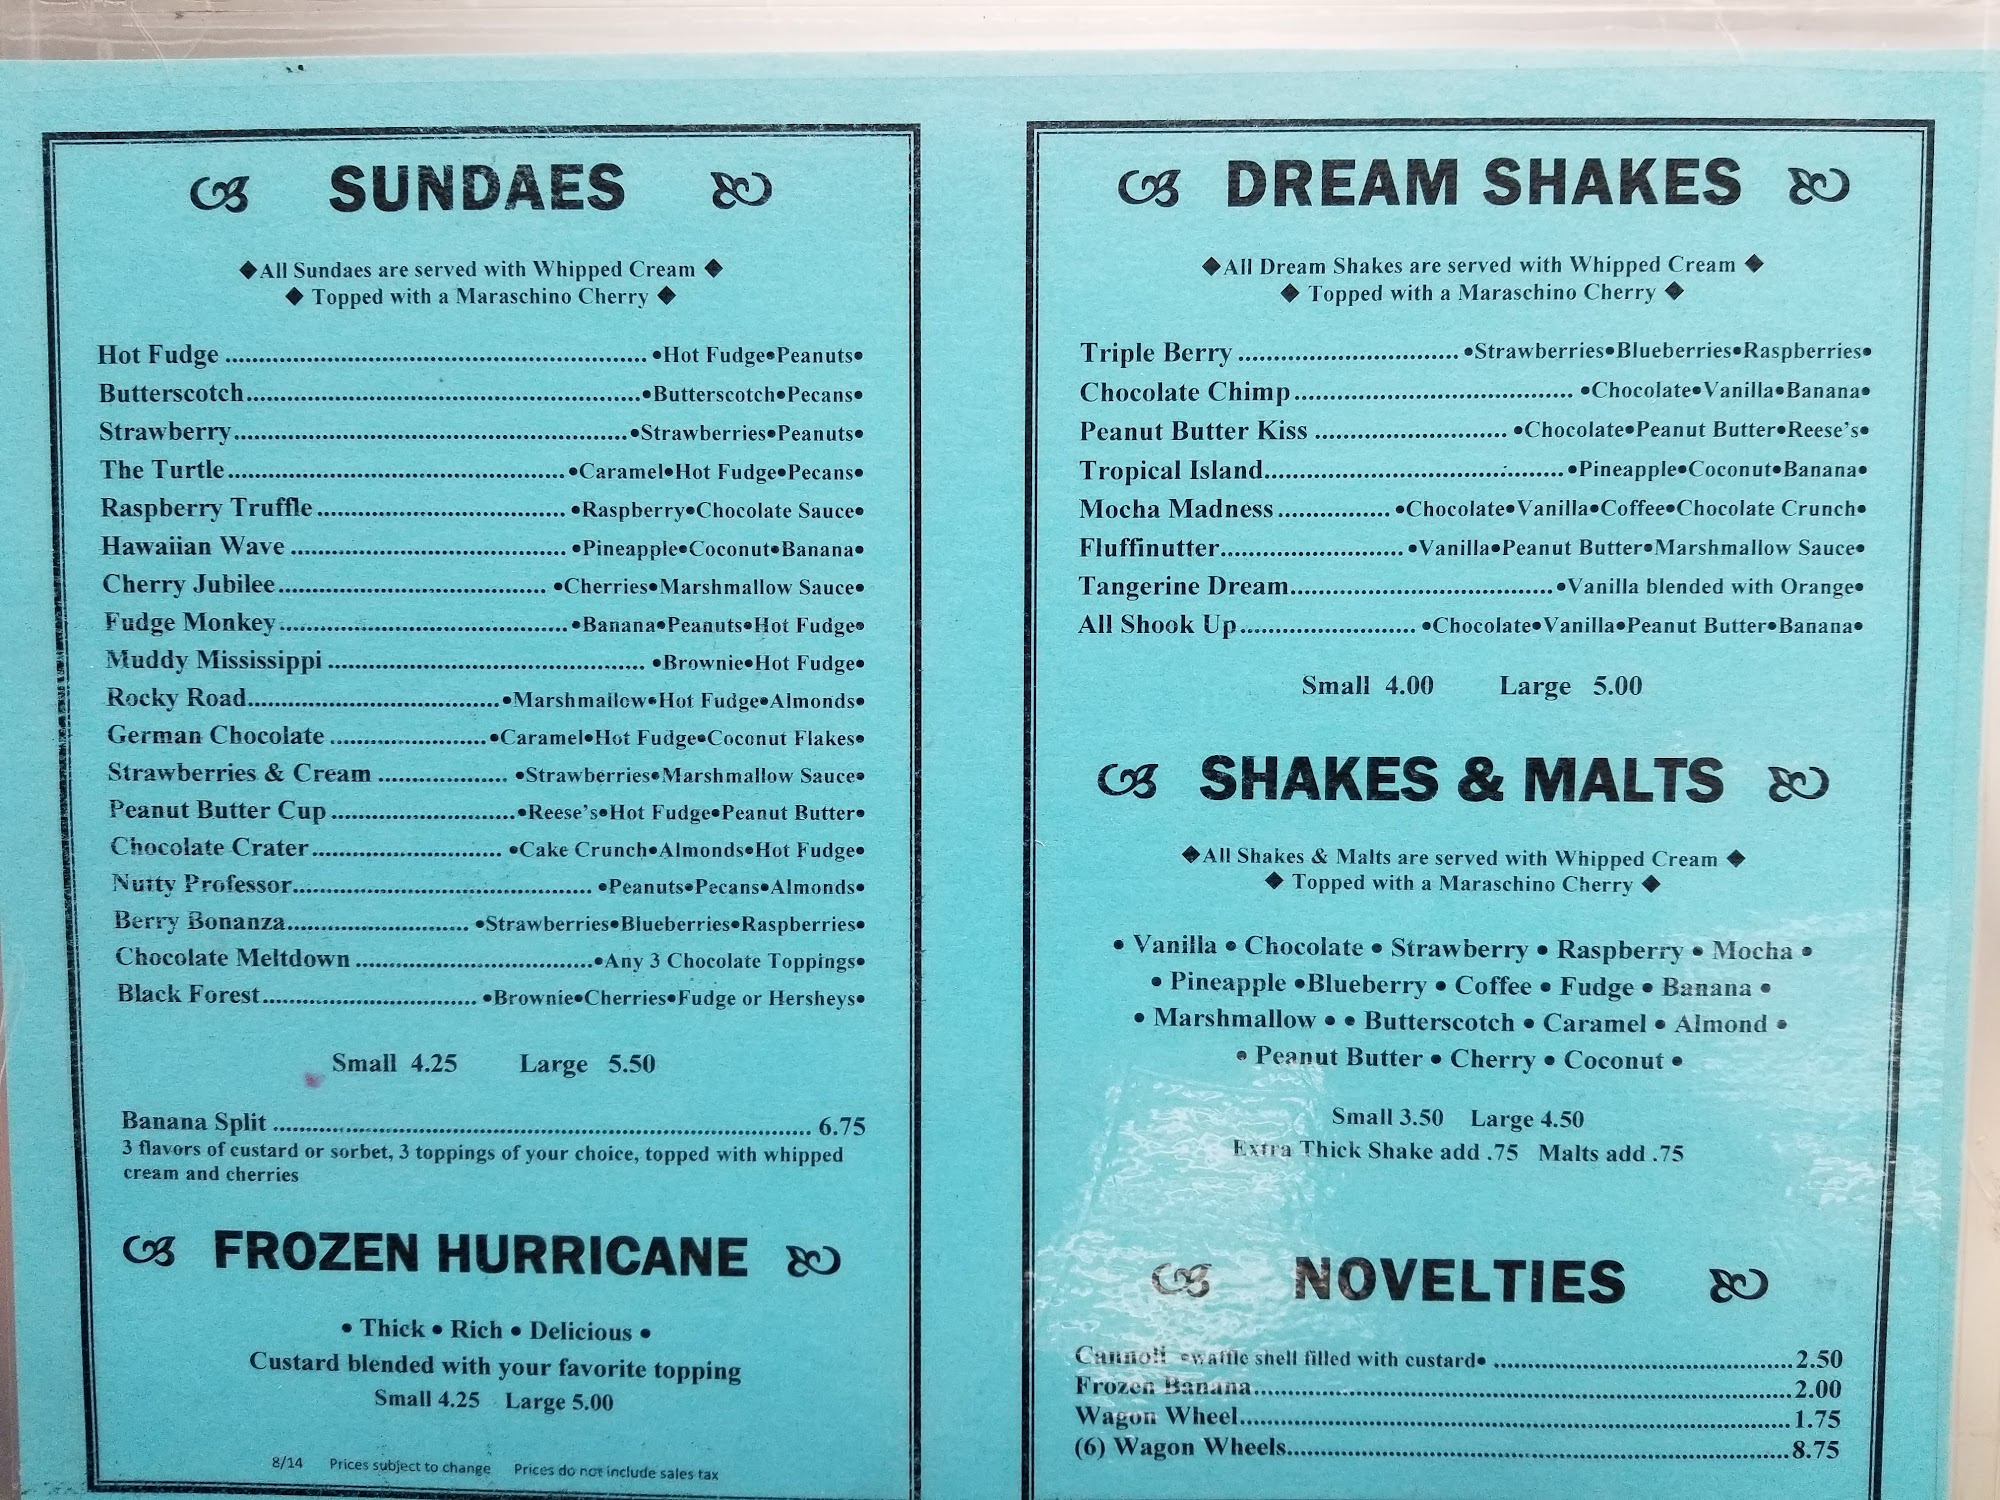 SUNDAES
◆All Sundaes are served with Whipped Cream ◆
◆ Topped with a Maraschino Cherry ◆
Hot Fudge ................ •Hot Fudge•Peanuts•
Butterscotch................•Butterscotch•Pecans•
Strawberry................•Strawberries•Peanuts•
The Turtle................ •Caramel•Hot Fudge•Pecans•
Raspberry Truffle ................ •Raspberry•Chocolate Sauce•
Hawaiian Wave ................ •Pineapple•Coconut•Banana•
Cherry Jubilee................ •Cherries•Marshmallow Sauce•
Fudge Monkey................•Banana•Peanuts•Hot Fudge•
Muddy Mississippi ................ •Brownie•Hot Fudge•
Rocky Road................•Marshmallow•Hot Fudge•Almonds•
German Chocolate ................•Caramel•Hot Fudge•Coconut Flakes•
Strawberries & Cream ................ •Strawberries•Marshmallow Sauce•
Peanut Butter Cup ................•Reese's•Hot Fudge•Peanut Butter•
Chocolate Crater................ •Cake Crunch•Almonds•Hot Fudge•
Nutty Professor................ •Peanuts•Pecans•Almonds•
Berry Bonanza................ •Strawberries•Blueberries•Raspberries•
Chocolate Meltdown ................•Any 3 Chocolate Toppings•
Black Forest................ •Brownie•Cherries•Fudge or Hersheys•
Small 4.25 Large 5.50
Banana Split ................ 6.75
3 flavors of custard or sorbet, 3 toppings of your choice, topped with whipped
cream and cherries
FROZEN HURRICANE
• Thick • Rich • Delicious •
Custard blended with your favorite topping
Small 4.25 Large 5.00
8/14 Prices subject to change Prices do not include sales tax
DREAM SHAKES
◆All Dream Shakes are served with Whipped Cream ◆
◆ Topped with a Maraschino Cherry ◆
Triple Berry ................ •Strawberries•Blueberries•Raspberries•
Chocolate Chimp................ •Chocolate•Vanilla•Banana•
Peanut Butter Kiss ................ •Chocolate•Peanut Butter•Reese's•
Tropical Island................ •Pineapple•Coconut•Banana•
Mocha Madness ................ •Chocolate•Vanilla•Coffee•Chocolate Crunch•
Fluffinutter................ •Vanilla•Peanut Butter•Marshmallow Sauce•
Tangerine Dream................•Vanilla blended with Orange•
All Shook Up................ •Chocolate•Vanilla•Peanut Butter•Banana•
Small 4.00 Large 5.00
SHAKES & MALTS
◆All Shakes & Malts are served with Whipped Cream ◆
◆ Topped with a Maraschino Cherry ◆
• Vanilla • Chocolate • Strawberry • Raspberry • Mocha •
• Pineapple •Blueberry • Coffee • Fudge • Banana •
• Marshmallow • • Butterscotch • Caramel • Almond •
• Peanut Butter • Cherry • Coconut •
Small 3.50 Large 4.50
Extra Thick Shake add .75 Malts add .75
NOVELTIES
Cannoli •waffle shell filled with custard• ................2.50
Frozen Banana................2.00
Wagon Wheel................1.75
(6) Wagon Wheels................8.75